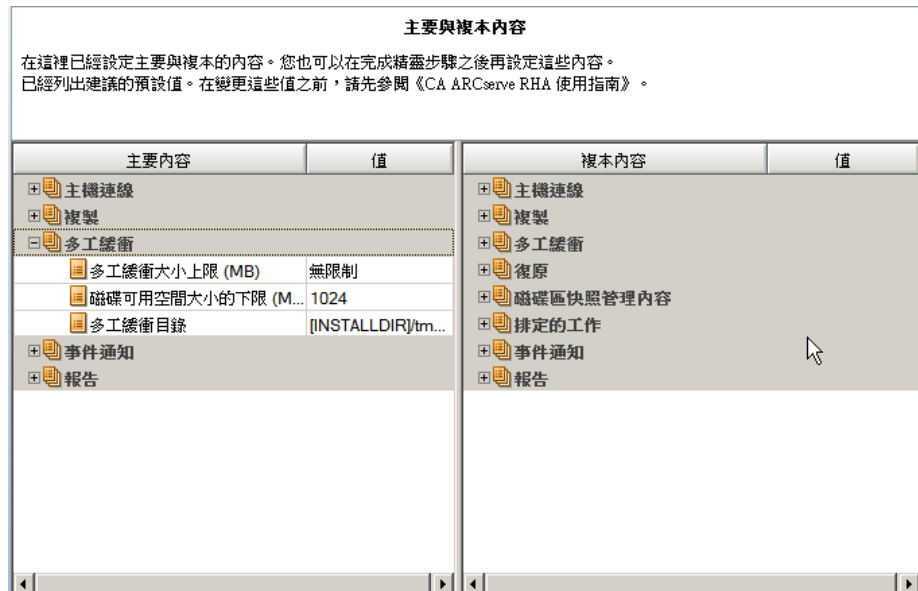 主要與複本內容
在這裡已經設定主要與複本的內容。您也可以在完成精靈步驟之後再設定這些內容。
已經列出建議的預設值。在變更這些值之前，請先參閱《CA ARCserve RHA 使用指南》。
主要內容 值
主機連線
複製
多工緩衝
多工緩衝大小上限 (MB) 無限制
磁碟可用空間大小的下限 (M... 1024
多工緩衝目錄 [INSTALLDIR]/tm...
事件通知
報告
複本內容 值
主機連線
複製
多工緩衝
復原
磁碟區快照管理內容
排定的工作
事件通知
報告